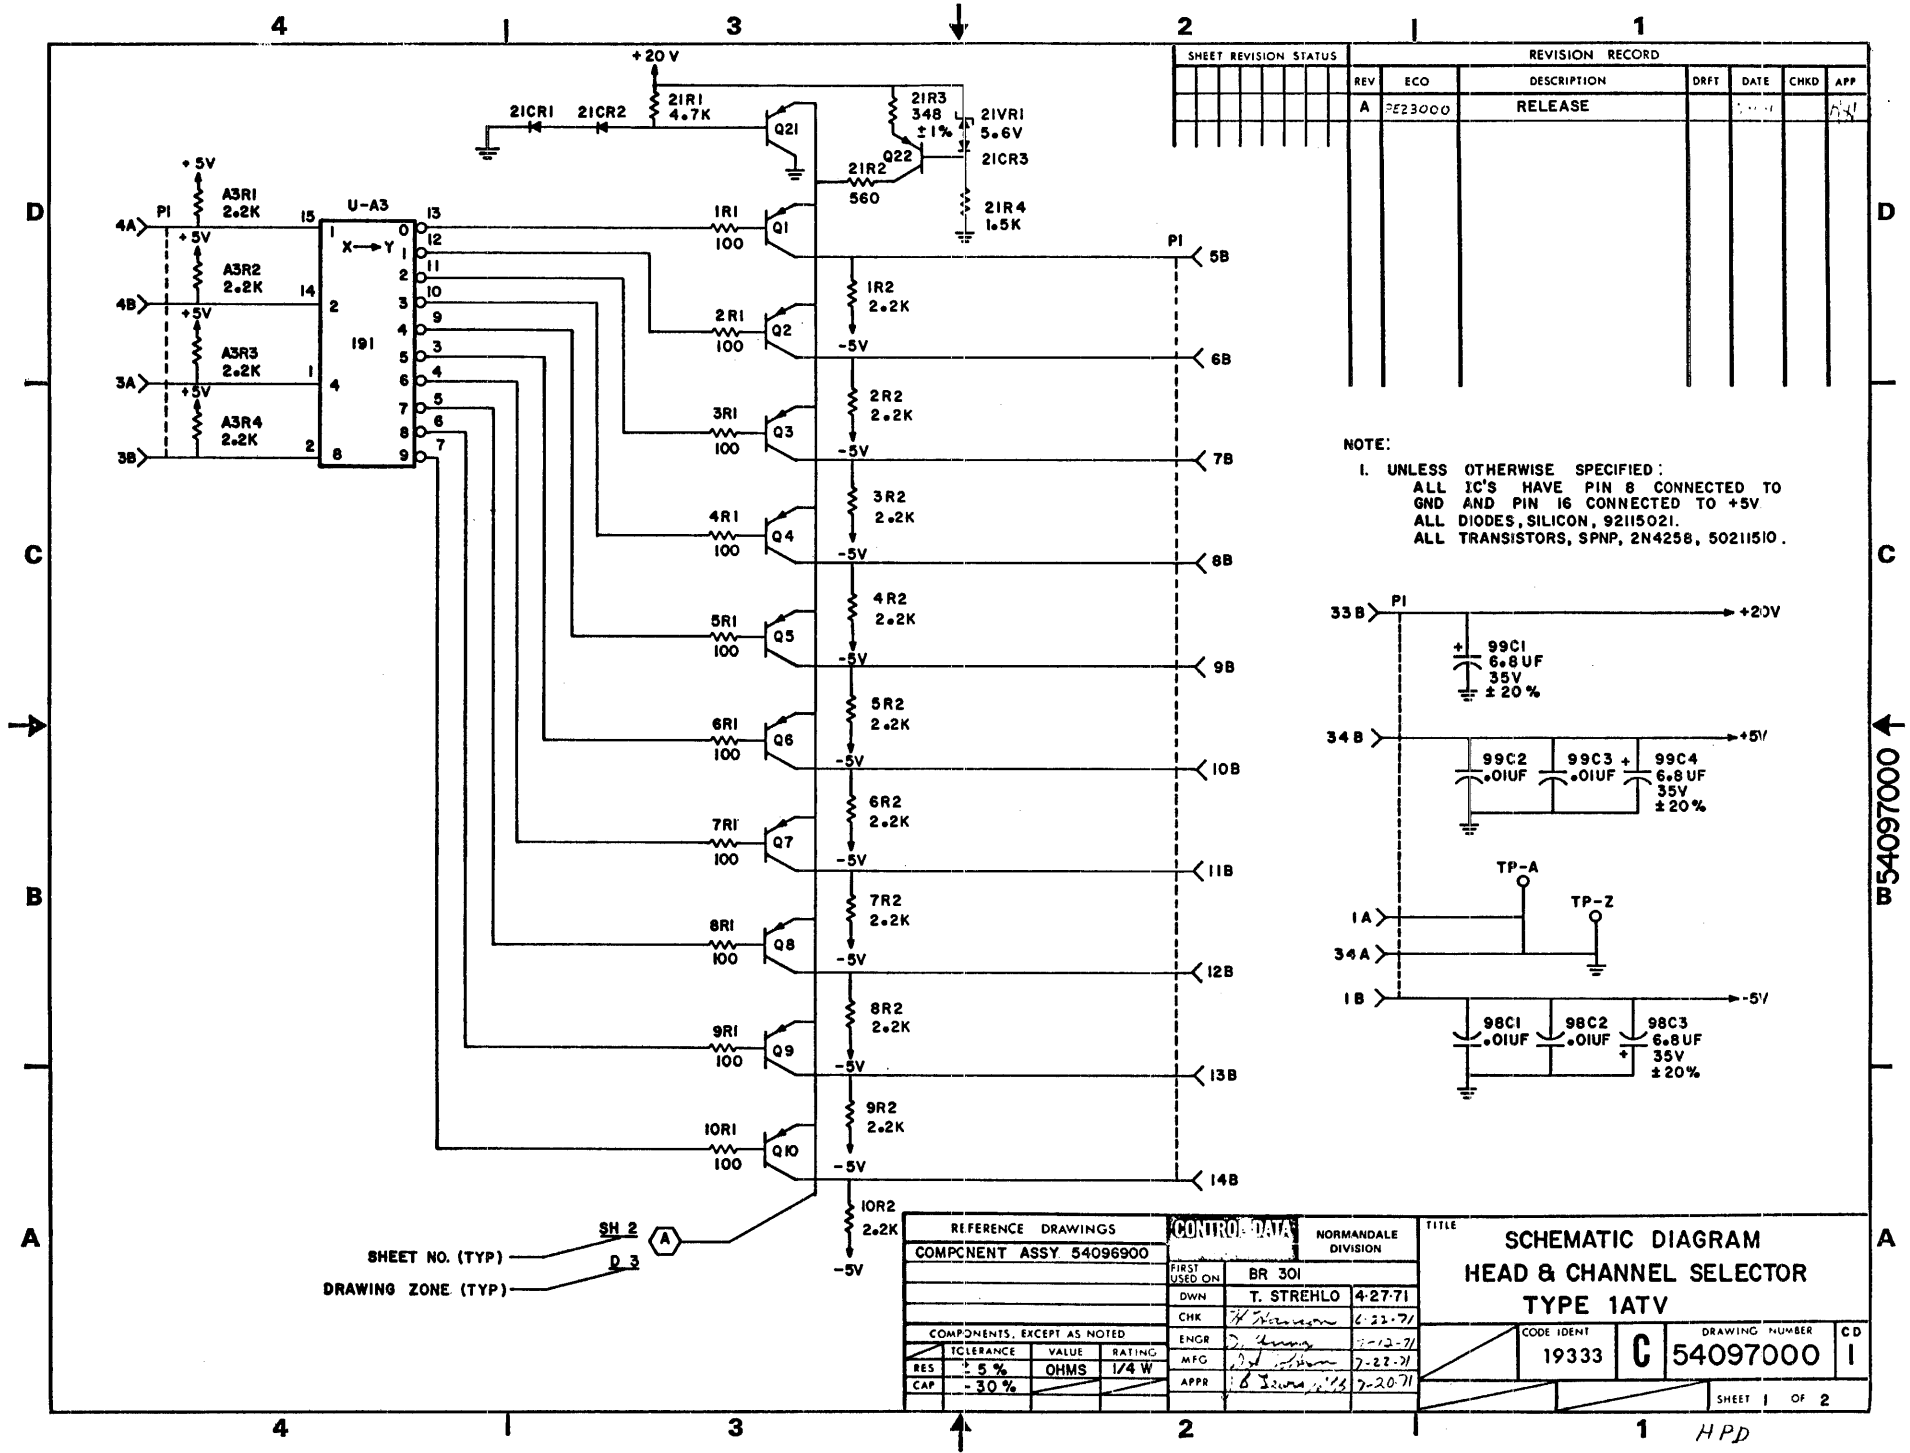 4 3 2 1
SHEET REVISION STATUS
REVISION RECORD
REV ECO DESCRIPTION DRFT DATE CHKD APP
A PE23000 RELEASE
+20V
21CR1 21CR2
21R1
4.7K
Q21
21R3
348
±1%
21VR1
5.6V
Q22
21CR3
21R2
560
21R4
1.5K
D
+5V
P1
A3R1
2.2K
4A
+5V
A3R2
2.2K
4B
+5V
A3R3
2.2K
3A
+5V
A3R4
2.2K
3B
U-A3
15 1 0 13
X→Y
1 12
2 11
14 2 3 10
4 9
191
5 3
1 4 6 4
7 5
8 6
2 8 9 7
1R1
100
Q1
P1
5B
1R2
2.2K
-5V
2R1
100
Q2
6B
2R2
2.2K
-5V
3R1
100
Q3
7B
3R2
2.2K
-5V
4R1
100
Q4
8B
4R2
2.2K
-5V
5R1
100
Q5
9B
5R2
2.2K
-5V
6R1
100
Q6
10B
6R2
2.2K
-5V
7R1
100
Q7
11B
7R2
2.2K
-5V
8R1
100
Q8
12B
8R2
2.2K
-5V
9R1
100
Q9
13B
9R2
2.2K
-5V
10R1
100
Q10
14B
10R2
2.2K
-5V
D
NOTE:
1. UNLESS OTHERWISE SPECIFIED:
ALL IC'S HAVE PIN 8 CONNECTED TO
GND AND PIN 16 CONNECTED TO +5V
ALL DIODES, SILICON, 92115021.
ALL TRANSISTORS, SPNP, 2N4258, 50211510.
C C
33B P1 +20V
99C1
6.8UF
35V
±20%
34B +5V
99C2
.01UF
99C3
.01UF
99C4
6.8UF
35V
±20%
54097000
TP-A
TP-Z
1A
34A
1B -5V
98C1
.01UF
98C2
.01UF
98C3
6.8UF
35V
±20%
B B
A A
SH 2
A
SHEET NO. (TYP)
D 3
DRAWING ZONE (TYP)
REFERENCE DRAWINGS
COMPONENT ASSY 54096900
COMPONENTS, EXCEPT AS NOTED
TOLERANCE VALUE RATING
RES ±5% OHMS 1/4 W
CAP 30%
CONTROL DATA
NORMANDALE
DIVISION
FIRST
USED ON BR 301
DWN T. STREHLO 4-27-71
CHK 6-22-71
ENGR
MFG 7-22-71
APPR 7-20-71
TITLE
SCHEMATIC DIAGRAM
HEAD & CHANNEL SELECTOR
TYPE 1ATV
CODE IDENT
19333
C
DRAWING NUMBER
54097000
CD
1
SHEET 1 OF 2
4 3 2 1
HPD